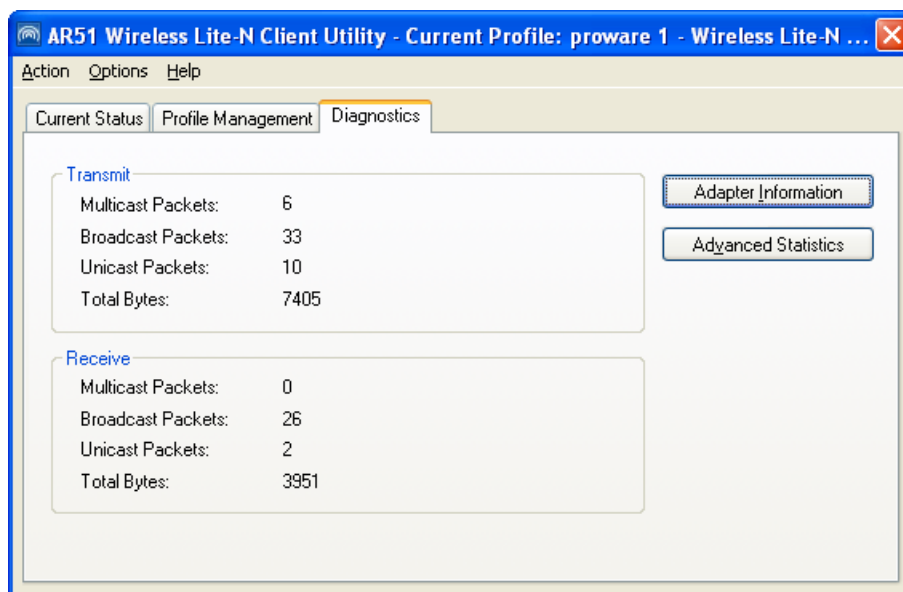 AR51 Wireless Lite-N Client Utility - Current Profile: proware 1 - Wireless Lite-N ...
Action Options Help
Current Status Profile Management Diagnostics
Transmit
Multicast Packets: 6
Broadcast Packets: 33
Unicast Packets: 10
Total Bytes: 7405
Adapter Information
Advanced Statistics
Receive
Multicast Packets: 0
Broadcast Packets: 26
Unicast Packets: 2
Total Bytes: 3951